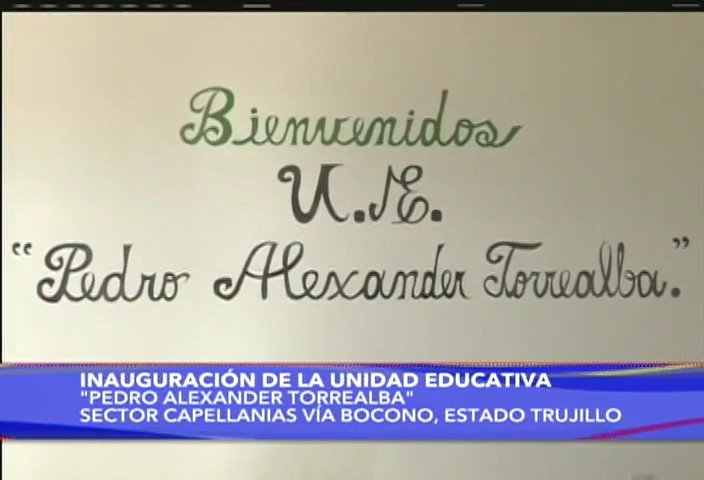 Bienvenidos
U.E.
“Pedro Alexander Torrealba.”
INAUGURACIÓN DE LA UNIDAD EDUCATIVA
"PEDRO ALEXANDER TORREALBA"
SECTOR CAPELLANIAS VÍA BOCONO, ESTADO TRUJILLO